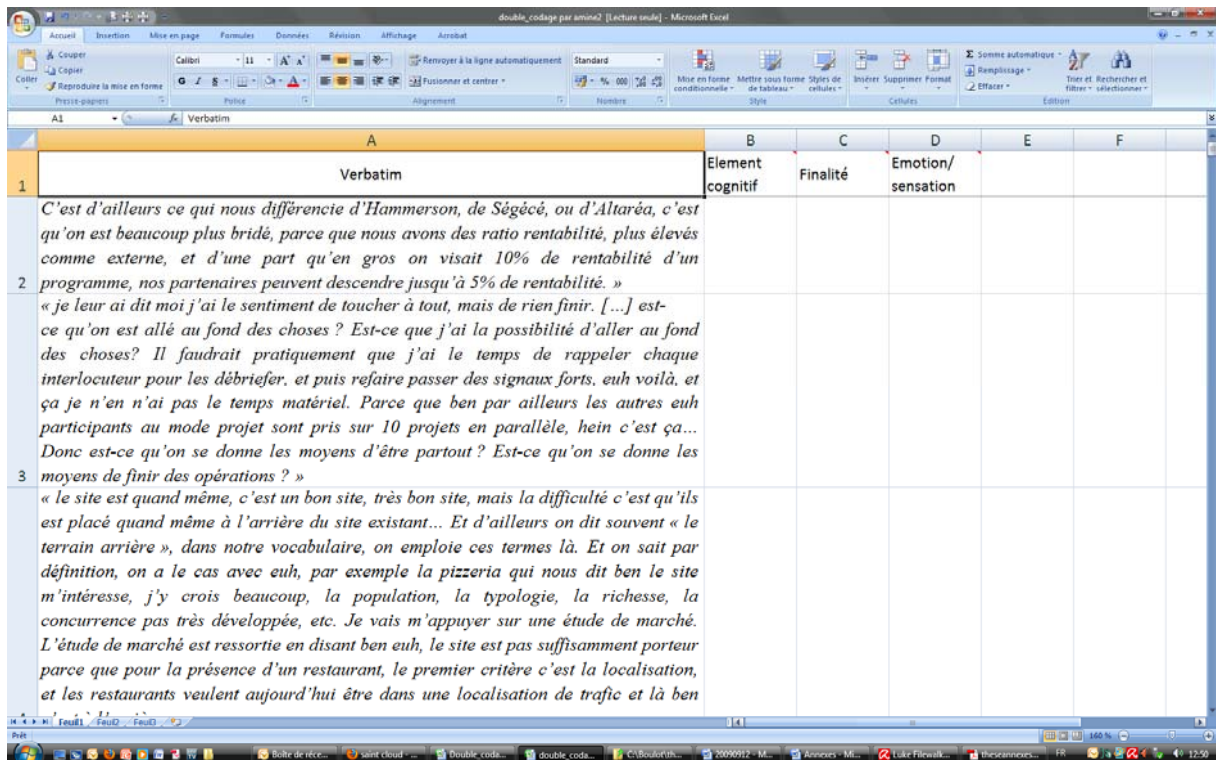 double_codage par amine2 [Lecture seule] - Microsoft Excel
Accueil Insertion Mise en page Formules Données Révision Affichage Acrobat
Coller
Couper
Copier
Reproduire la mise en forme
Presse-papiers
Calibri 11
G I S
Police
Renvoyer à la ligne automatiquement
Fusionner et centrer
Alignement
Standard
% 000
Nombre
Mise en forme conditionnelle
Mettre sous forme de tableau
Styles de cellules
Style
Insérer Supprimer Format
Cellules
Σ Somme automatique
Remplissage
Effacer
Trier et filtrer
Rechercher et sélectionner
Édition
A1 fx Verbatim
A B C D E F
1 Verbatim Element cognitif Finalité Emotion/ sensation
C'est d'ailleurs ce qui nous différencie d'Hammerson, de Ségécé, ou d'Altaréa, c'est
qu'on est beaucoup plus bridé, parce que nous avons des ratio rentabilité, plus élevés
comme externe, et d'une part qu'en gros on visait 10% de rentabilité d'un
2 programme, nos partenaires peuvent descendre jusqu'à 5% de rentabilité. »
« je leur ai dit moi j'ai le sentiment de toucher à tout, mais de rien finir. […] est-
ce qu'on est allé au fond des choses ? Est-ce que j'ai la possibilité d'aller au fond
des choses? Il faudrait pratiquement que j'ai le temps de rappeler chaque
interlocuteur pour les débriefer, et puis refaire passer des signaux forts, euh voilà, et
ça je n'en n'ai pas le temps matériel. Parce que ben par ailleurs les autres euh
participants au mode projet sont pris sur 10 projets en parallèle, hein c'est ça…
Donc est-ce qu'on se donne les moyens d'être partout ? Est-ce qu'on se donne les
3 moyens de finir des opérations ? »
« le site est quand même, c'est un bon site, très bon site, mais la difficulté c'est qu'ils
est placé quand même à l'arrière du site existant… Et d'ailleurs on dit souvent « le
terrain arrière », dans notre vocabulaire, on emploie ces termes là. Et on sait par
définition, on a le cas avec euh, par exemple la pizzeria qui nous dit ben le site
m'intéresse, j'y crois beaucoup, la population, la typologie, la richesse, la
concurrence pas très développée, etc. Je vais m'appuyer sur une étude de marché.
L'étude de marché est ressortie en disant ben euh, le site est pas suffisamment porteur
parce que pour la présence d'un restaurant, le premier critère c'est la localisation,
et les restaurants veulent aujourd'hui être dans une localisation de trafic et là ben
Feuil1 Feuil2 Feuil3
Prêt 160 %
Boîte de réce... saint cloud - ... Double_coda... double_coda... C:\Boulot\th... 20090912 - M... Annexes - Mi... Luke Filewalk... theseannexes... FR 12:50